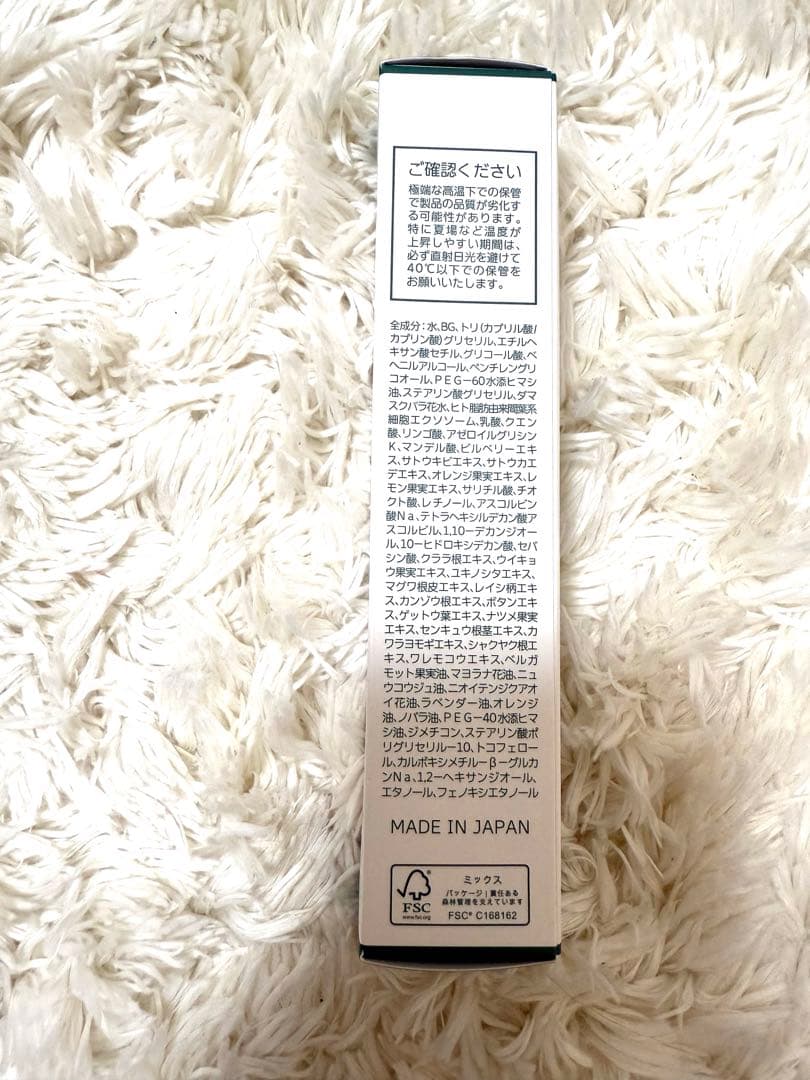 ご確認ください
極端な高温下での保管
で製品の品質が劣化す
る可能性があります。
特に夏場など温度が
上昇しやすい期間は、
必ず直射日光を避けて
40℃以下での保管を
お願いいたします。
全成分：水、BG、トリ(カプリル酸/
カプリン酸)グリセリル、エチルヘ
キサン酸セチル、グリコール酸、ベ
ヘニルアルコール、ペンチレングリ
コオール、PEG－60水添ヒマシ
油、ステアリン酸グリセリル、ダマ
スクバラ花水、ヒト脂肪由来間葉系
細胞エクソソーム、乳酸、クエン
酸、リンゴ酸、アゼロイルグリシン
K、マンデル酸、ビルベリーエキ
ス、サトウキビエキス、サトウカエ
デエキス、オレンジ果実エキス、レ
モン果実エキス、サリチル酸、チオ
クト酸、レチノール、アスコルビン
酸Na、テトラヘキシルデカン酸ア
スコルビル、1,10－デカンジオー
ル、10－ヒドロキシデカン酸、セバ
シン酸、クララ根エキス、ウイキョ
ウ果実エキス、ユキノシタエキス、
マグワ根皮エキス、レイシ柄エキ
ス、カンゾウ根エキス、ボタンエキ
ス、ゲットウ葉エキス、ナツメ果実
エキス、センキュウ根茎エキス、カ
ワラヨモギエキス、シャクヤク根エ
キス、ワレモコウエキス、ベルガ
モット果実油、マヨラナ花油、ニュ
ウコウジュ油、ニオイテンジクアオ
イ花油、ラベンダー油、オレンジ
油、ノバラ油、PEG－40水添ヒマ
シ油、ジメチコン、ステアリン酸ポ
リグリセリル－10、トコフェロー
ル、カルボキシメチル－β－グルカ
ンNa、1,2－ヘキサンジオール、
エタノール、フェノキシエタノール
MADE IN JAPAN
FSC
www.fsc.org
ミックス
パッケージ｜責任ある
森林管理を支えています
FSC® C168162